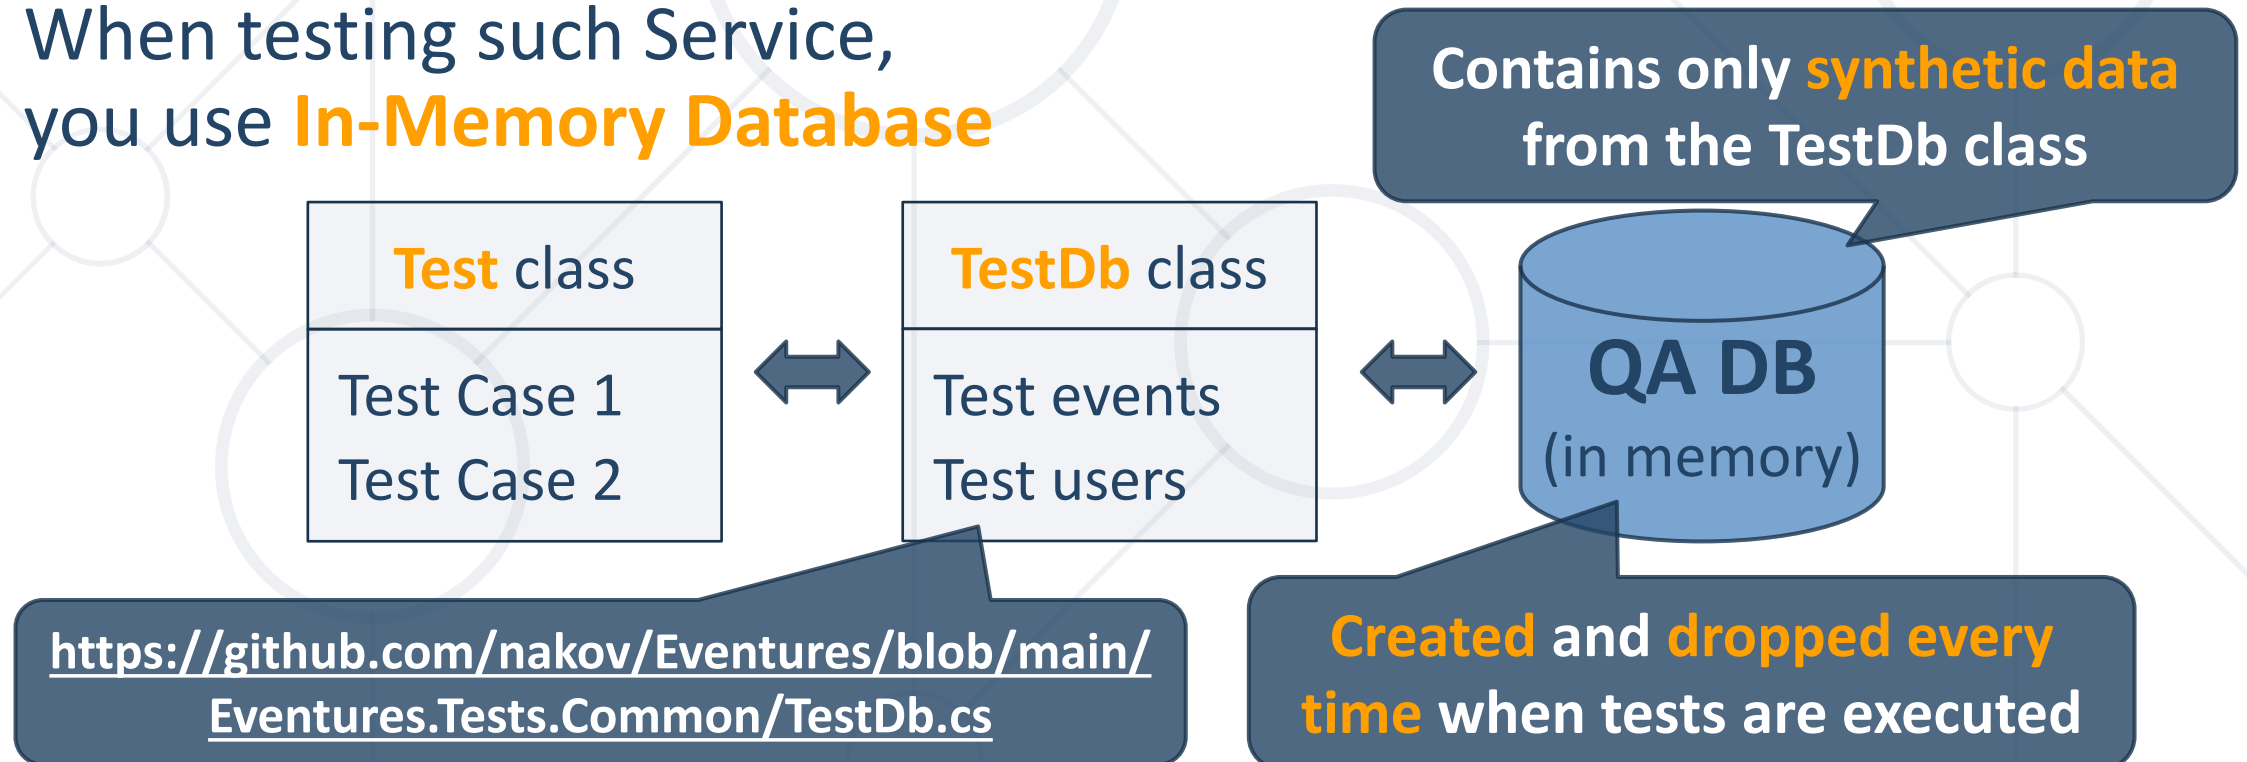 When testing such Service,
you use In-Memory Database
Contains only synthetic data
from the TestDb class
Test class
Test Case 1
Test Case 2
TestDb class
Test events
Test users
QA DB
(in memory)
https://github.com/nakov/Eventures/blob/main/
Eventures.Tests.Common/TestDb.cs
Created and dropped every
time when tests are executed